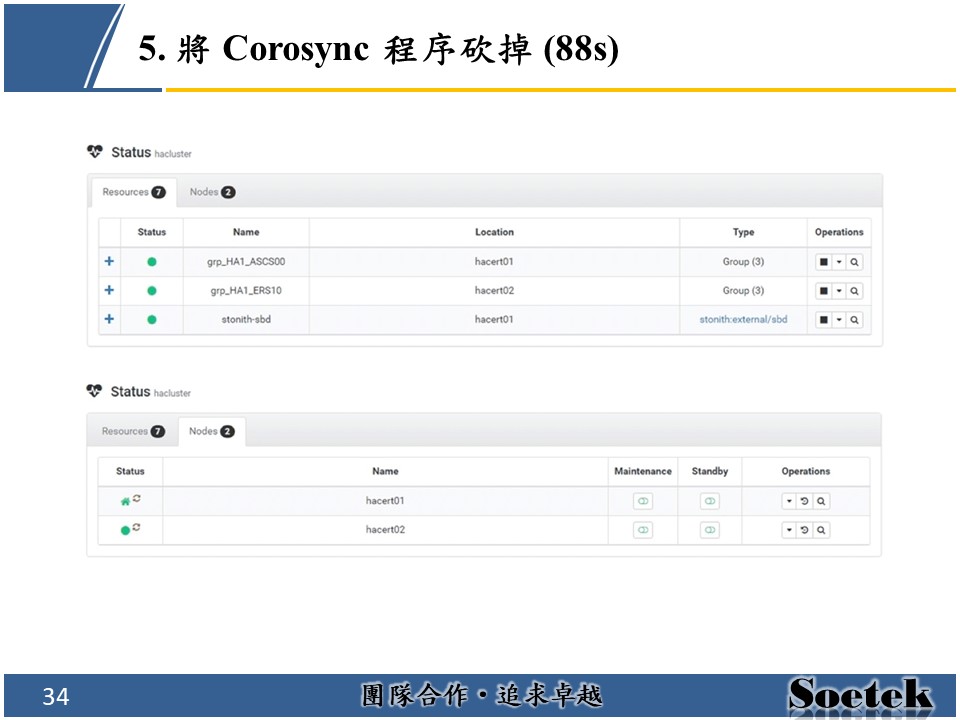 5. 將 Corosync 程序砍掉 (88s)
Status hacluster
Resources 7 Nodes 2
Status Name Location Type Operations
grp_HA1_ASCS00 hacert01 Group (3)
grp_HA1_ERS10 hacert02 Group (3)
stonith-sbd hacert01 stonith:external/sbd
Status hacluster
Resources 7 Nodes 2
Status Name Maintenance Standby Operations
hacert01
hacert02
34 團隊合作·追求卓越 Soetek